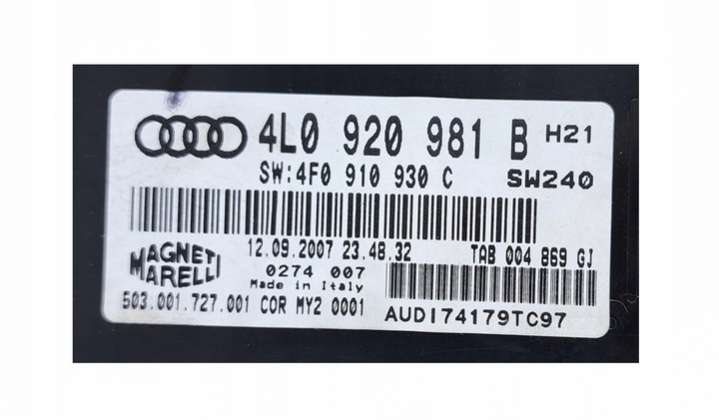 4L0 920 981 B H21
SW:4F0 910 930 C SW240
MAGNETI MARELLI
12.09.2007 23.48.32 TAB 004 869 GJ
0274 007
Made in Italy
503.001.727.001 COR MY2 0001
AUDI74179TC97